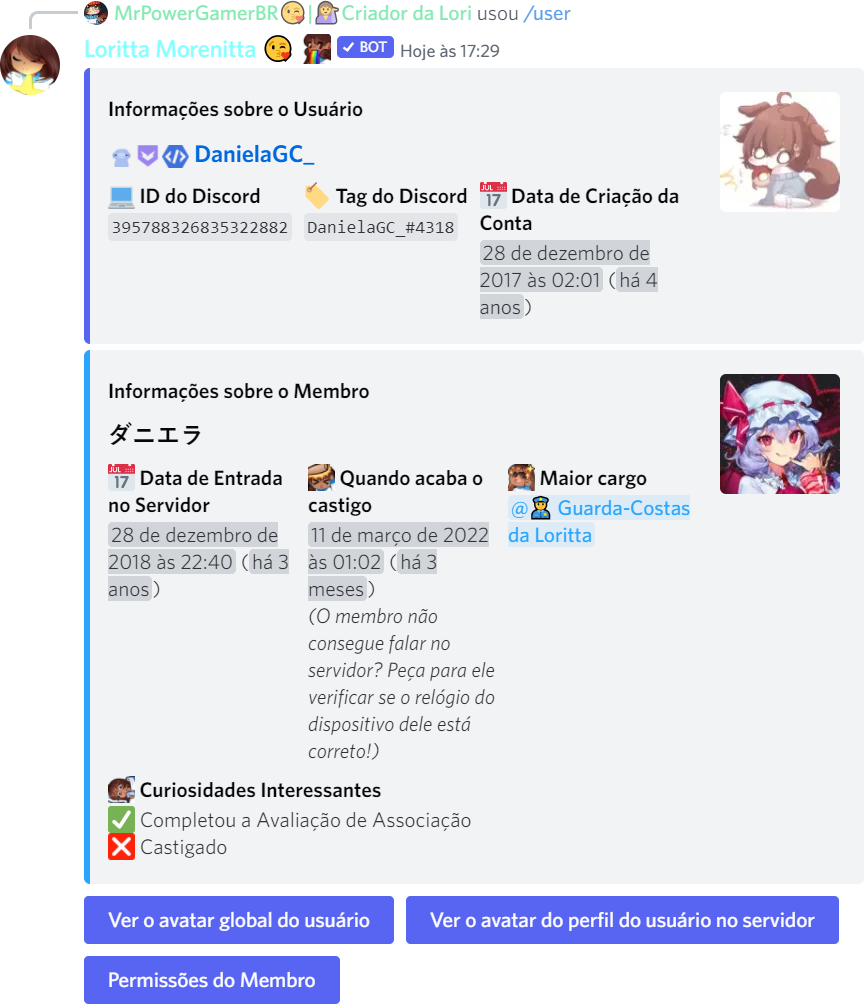 MrPowerGamerBR😘|💁‍♀️Criador da Lori usou /user
Loritta Morenitta 😘 ✓ BOT Hoje às 17:29
Informações sobre o Usuário
DanielaGC_
ID do Discord
395788326835322882
Tag do Discord
DanielaGC_#4318
JUL 17 Data de Criação da
Conta
28 de dezembro de
2017 às 02:01 (há 4
anos)
Informações sobre o Membro
ダニエラ
JUL 17 Data de Entrada
no Servidor
28 de dezembro de
2018 às 22:40 (há 3
anos)
Quando acaba o
castigo
11 de março de 2022
às 01:02 (há 3
meses)
(O membro não
consegue falar no
servidor? Peça para ele
verificar se o relógio do
dispositivo dele está
correto!)
Maior cargo
@👮 Guarda-Costas
da Loritta
Curiosidades Interessantes
✅ Completou a Avaliação de Associação
❌ Castigado
Ver o avatar global do usuário
Ver o avatar do perfil do usuário no servidor
Permissões do Membro